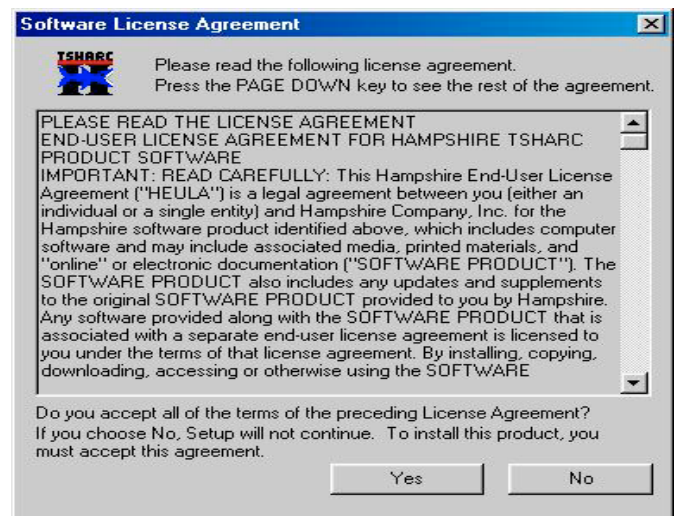 Software License Agreement
TSHARC
Please read the following license agreement.
Press the PAGE DOWN key to see the rest of the agreement.
PLEASE READ THE LICENSE AGREEMENT
END-USER LICENSE AGREEMENT FOR HAMPSHIRE TSHARC
PRODUCT SOFTWARE
IMPORTANT: READ CAREFULLY: This Hampshire End-User License
Agreement ("HEULA") is a legal agreement between you (either an
individual or a single entity) and Hampshire Company, Inc. for the
Hampshire software product identified above, which includes computer
software and may include associated media, printed materials, and
"online" or electronic documentation ("SOFTWARE PRODUCT"). The
SOFTWARE PRODUCT also includes any updates and supplements
to the original SOFTWARE PRODUCT provided to you by Hampshire.
Any software provided along with the SOFTWARE PRODUCT that is
associated with a separate end-user license agreement is licensed to
you under the terms of that license agreement. By installing, copying,
downloading, accessing or otherwise using the SOFTWARE
Do you accept all of the terms of the preceding License Agreement?
If you choose No, Setup will not continue. To install this product, you
must accept this agreement.
Yes No